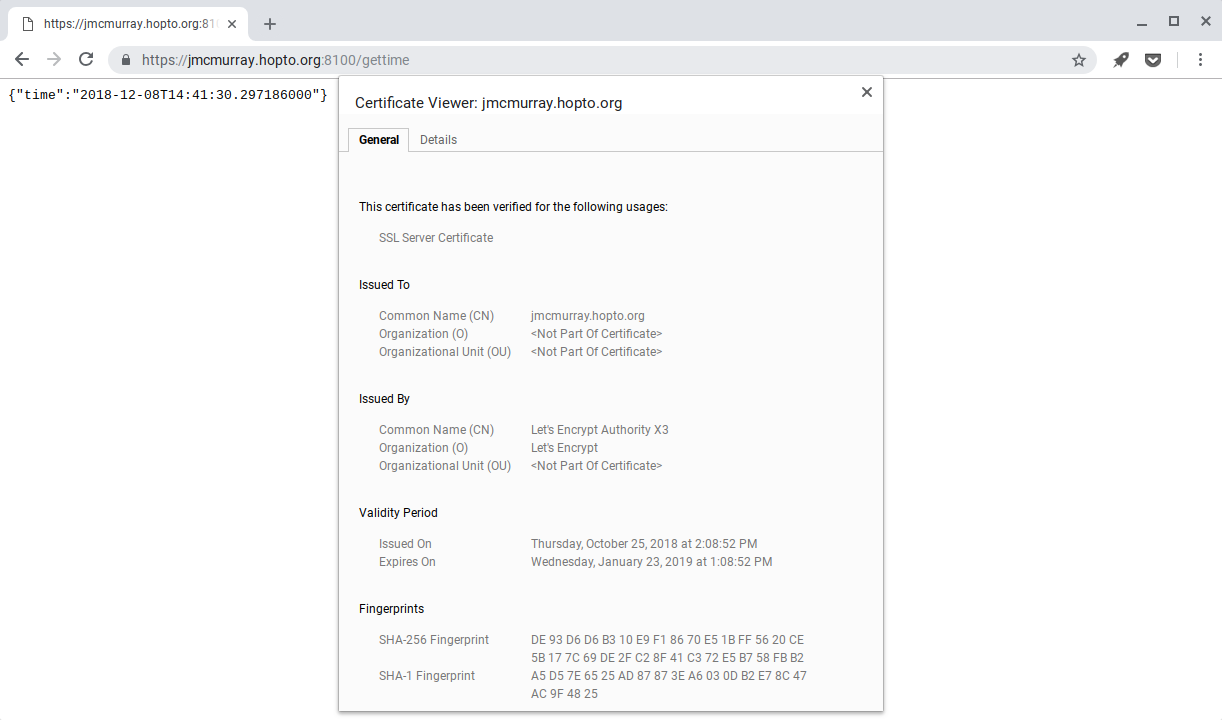 https://jmcmurray.hopto.org:810
https://jmcmurray.hopto.org:8100/gettime
{"time":"2018-12-08T14:41:30.297186000"}
Certificate Viewer: jmcmurray.hopto.org
General Details
This certificate has been verified for the following usages:
SSL Server Certificate
Issued To
Common Name (CN) jmcmurray.hopto.org
Organization (O) <Not Part Of Certificate>
Organizational Unit (OU) <Not Part Of Certificate>
Issued By
Common Name (CN) Let's Encrypt Authority X3
Organization (O) Let's Encrypt
Organizational Unit (OU) <Not Part Of Certificate>
Validity Period
Issued On Thursday, October 25, 2018 at 2:08:52 PM
Expires On Wednesday, January 23, 2019 at 1:08:52 PM
Fingerprints
SHA-256 Fingerprint DE 93 D6 D6 B3 10 E9 F1 86 70 E5 1B FF 56 20 CE
5B 17 7C 69 DE 2F C2 8F 41 C3 72 E5 B7 58 FB B2
SHA-1 Fingerprint A5 D5 7E 65 25 AD 87 87 3E A6 03 0D B2 E7 8C 47
AC 9F 48 25